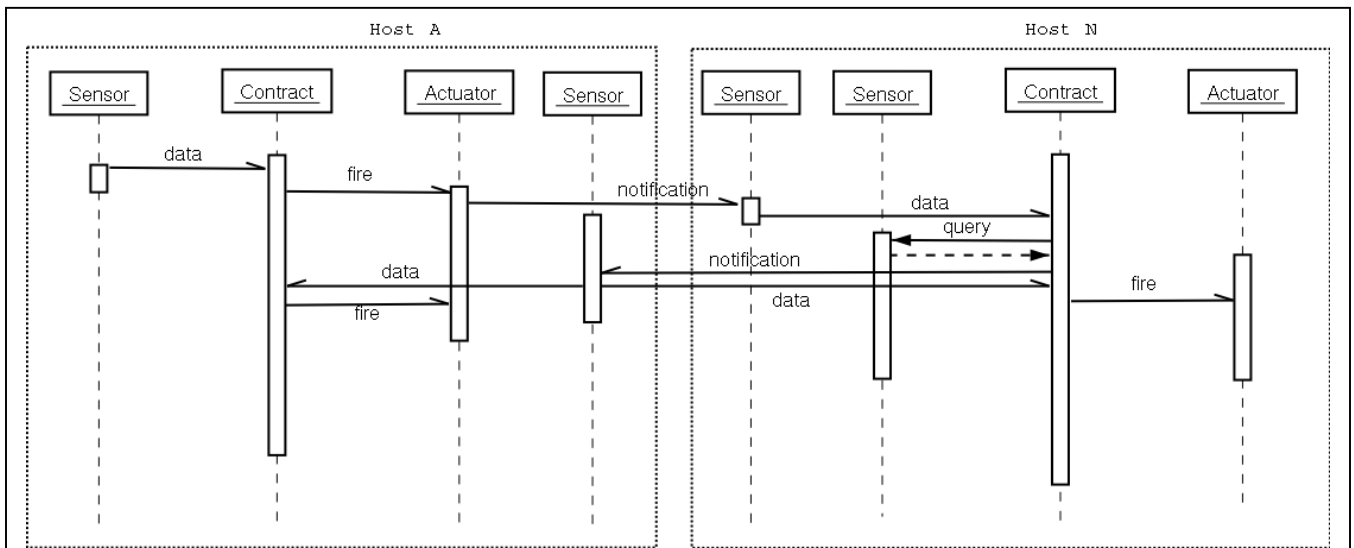 Host A
Host N
Sensor
Contract
Actuator
Sensor
Sensor
Sensor
Contract
Actuator
data
fire
notification
data
query
notification
data
data
fire
fire